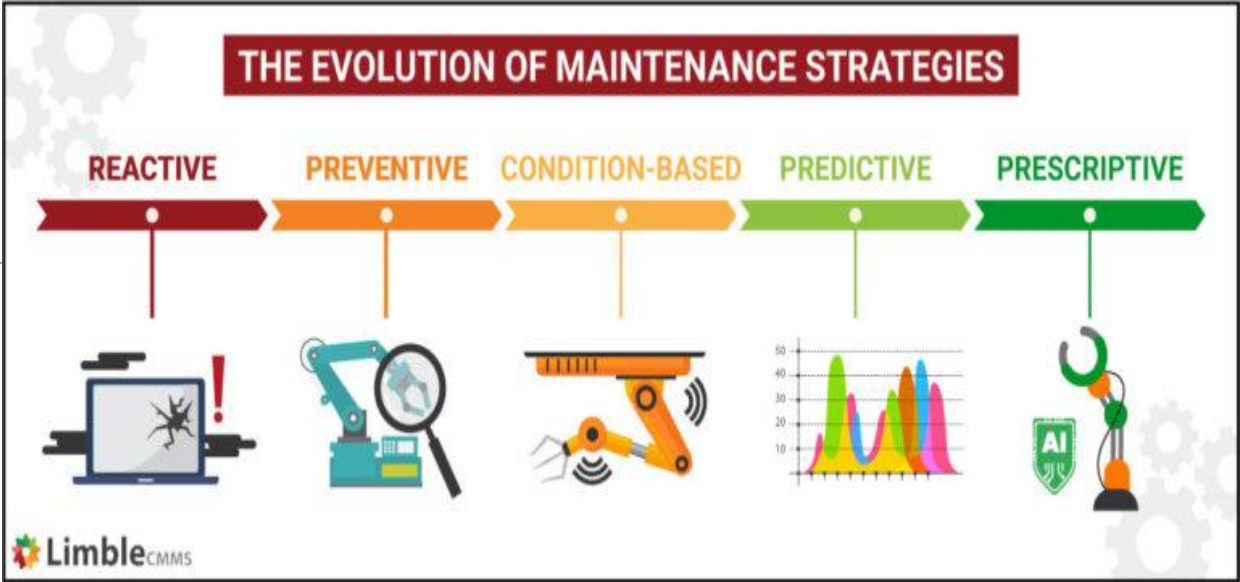 THE EVOLUTION OF MAINTENANCE STRATEGIES
REACTIVE
PREVENTIVE
CONDITION-BASED
PREDICTIVE
PRESCRIPTIVE
50
40
30
20
10
AI
Limble CMMS